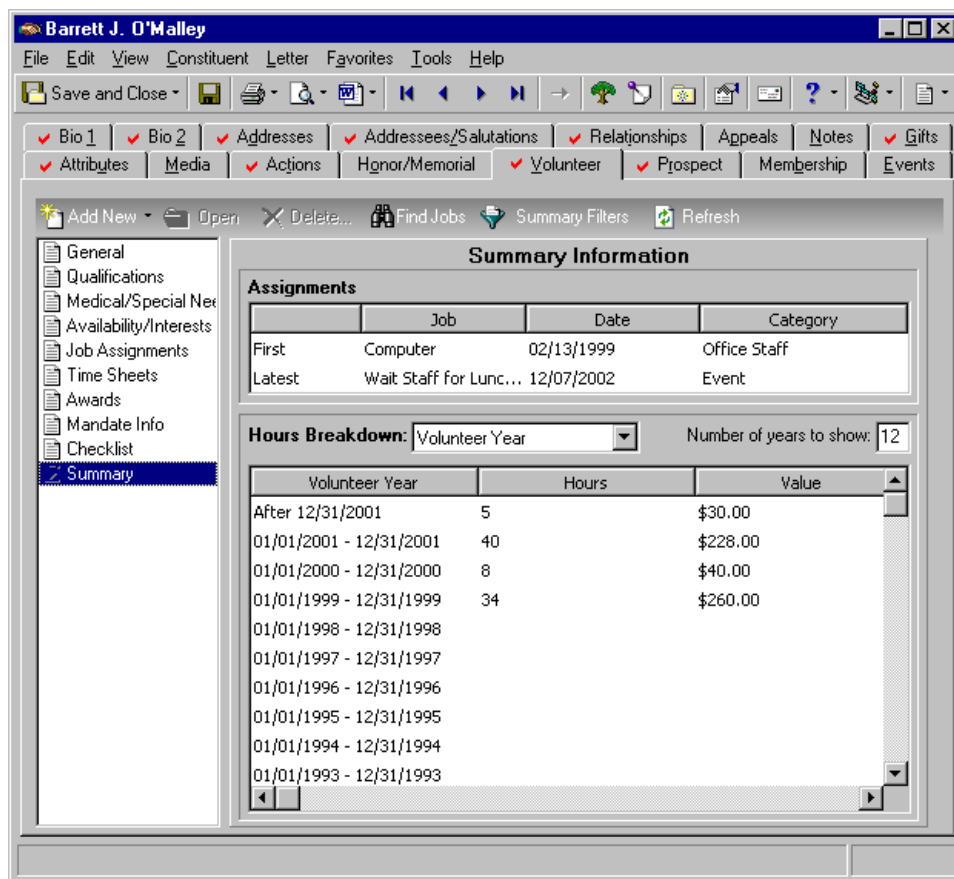 Barrett J. O'Malley
File Edit View Constituent Letter Favorites Tools Help
Save and Close
Bio 1 Bio 2 Addresses Addressees/Salutations Relationships Appeals Notes Gifts
Attributes Media Actions Honor/Memorial Volunteer Prospect Membership Events
Add New Open Delete... Find Jobs Summary Filters Refresh
General
Qualifications
Medical/Special Nee
Availability/Interests
Job Assignments
Time Sheets
Awards
Mandate Info
Checklist
Summary
Summary Information
Assignments
Job Date Category
First Computer 02/13/1999 Office Staff
Latest Wait Staff for Lunc... 12/07/2002 Event
Hours Breakdown: Volunteer Year Number of years to show: 12
Volunteer Year Hours Value
After 12/31/2001 5 $30.00
01/01/2001 - 12/31/2001 40 $228.00
01/01/2000 - 12/31/2000 8 $40.00
01/01/1999 - 12/31/1999 34 $260.00
01/01/1998 - 12/31/1998
01/01/1997 - 12/31/1997
01/01/1996 - 12/31/1996
01/01/1995 - 12/31/1995
01/01/1994 - 12/31/1994
01/01/1993 - 12/31/1993